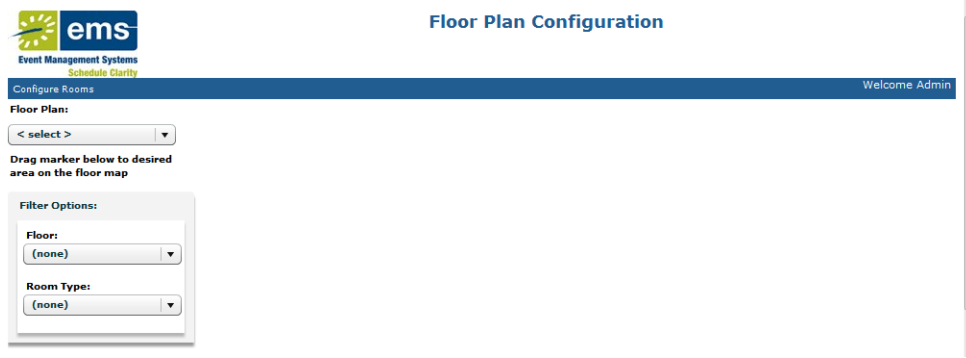 ems
Event Management Systems
Schedule Clarity
Floor Plan Configuration
Configure Rooms
Welcome Admin
Floor Plan:
< select >
Drag marker below to desired
area on the floor map
Filter Options:
Floor:
(none)
Room Type:
(none)